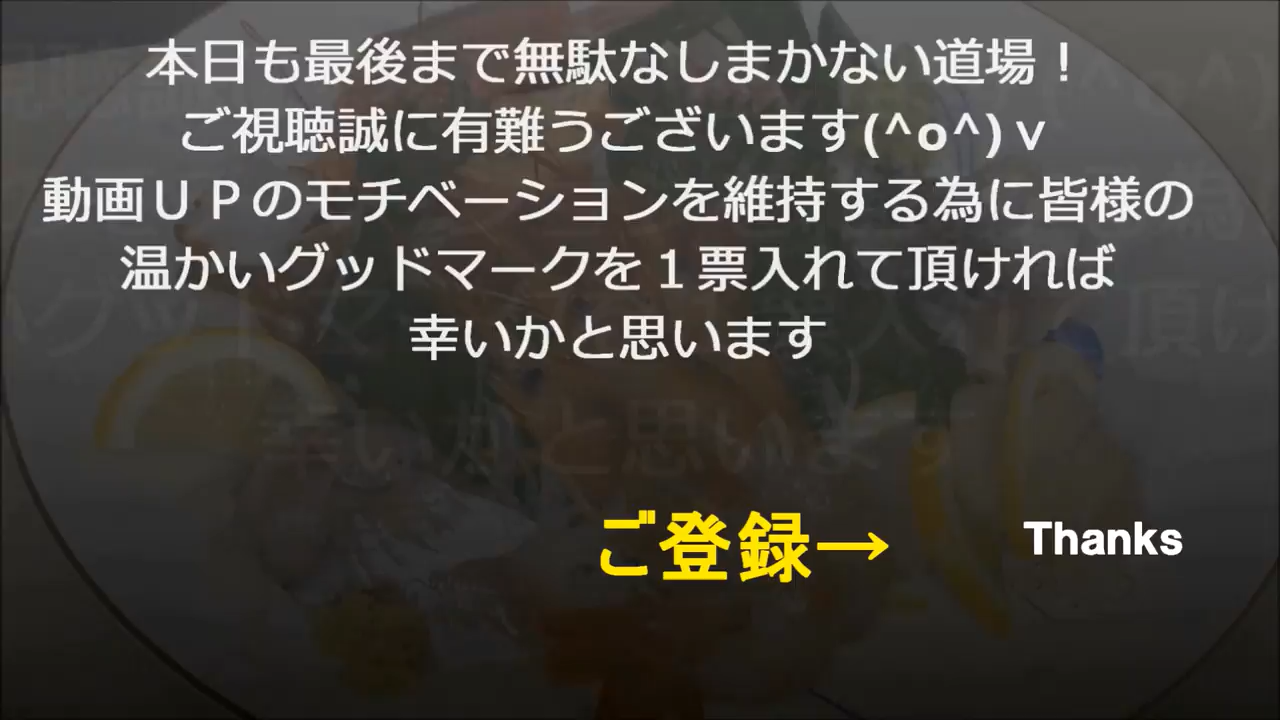 本日も最後まで無駄なしまかない道場！
ご視聴誠に有難うございます(^o^)ｖ
動画ＵＰのモチベーションを維持する為に皆様の
温かいグッドマークを１票入れて頂ければ
幸いかと思います
ご登録→
Thanks